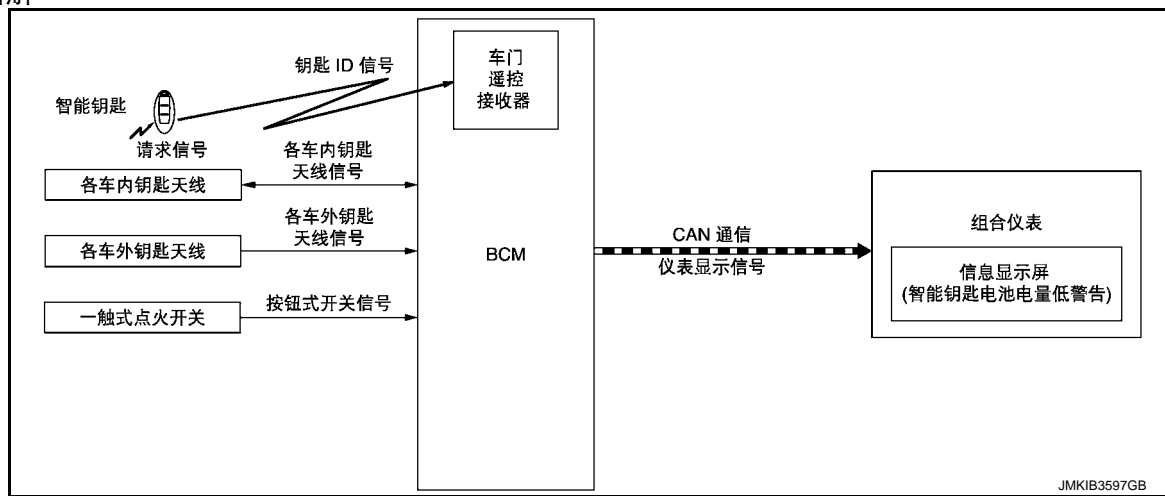 钥匙 ID 信号
车门
遥控
接收器
智能钥匙
请求信号
各车内钥匙
天线信号
各车内钥匙天线
各车外钥匙
天线信号
各车外钥匙天线
BCM
按钮式开关信号
一触式点火开关
CAN 通信
仪表显示信号
组合仪表
信息显示屏
(智能钥匙电池电量低警告)
JMKIB3597GB